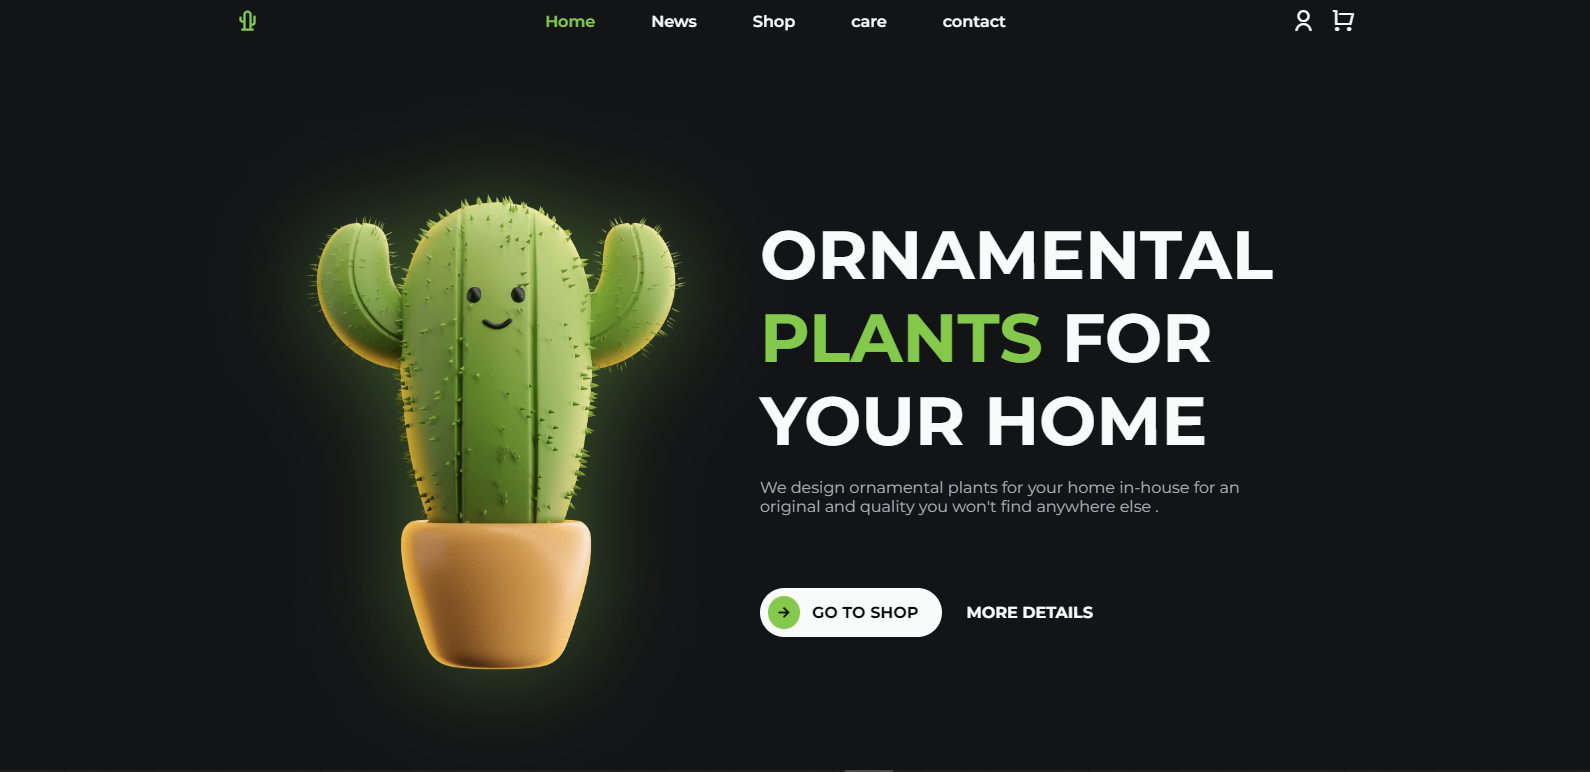 Home News Shop care contact
ORNAMENTAL
PLANTS FOR
YOUR HOME
We design ornamental plants for your home in-house for an
original and quality you won't find anywhere else .
GO TO SHOP MORE DETAILS